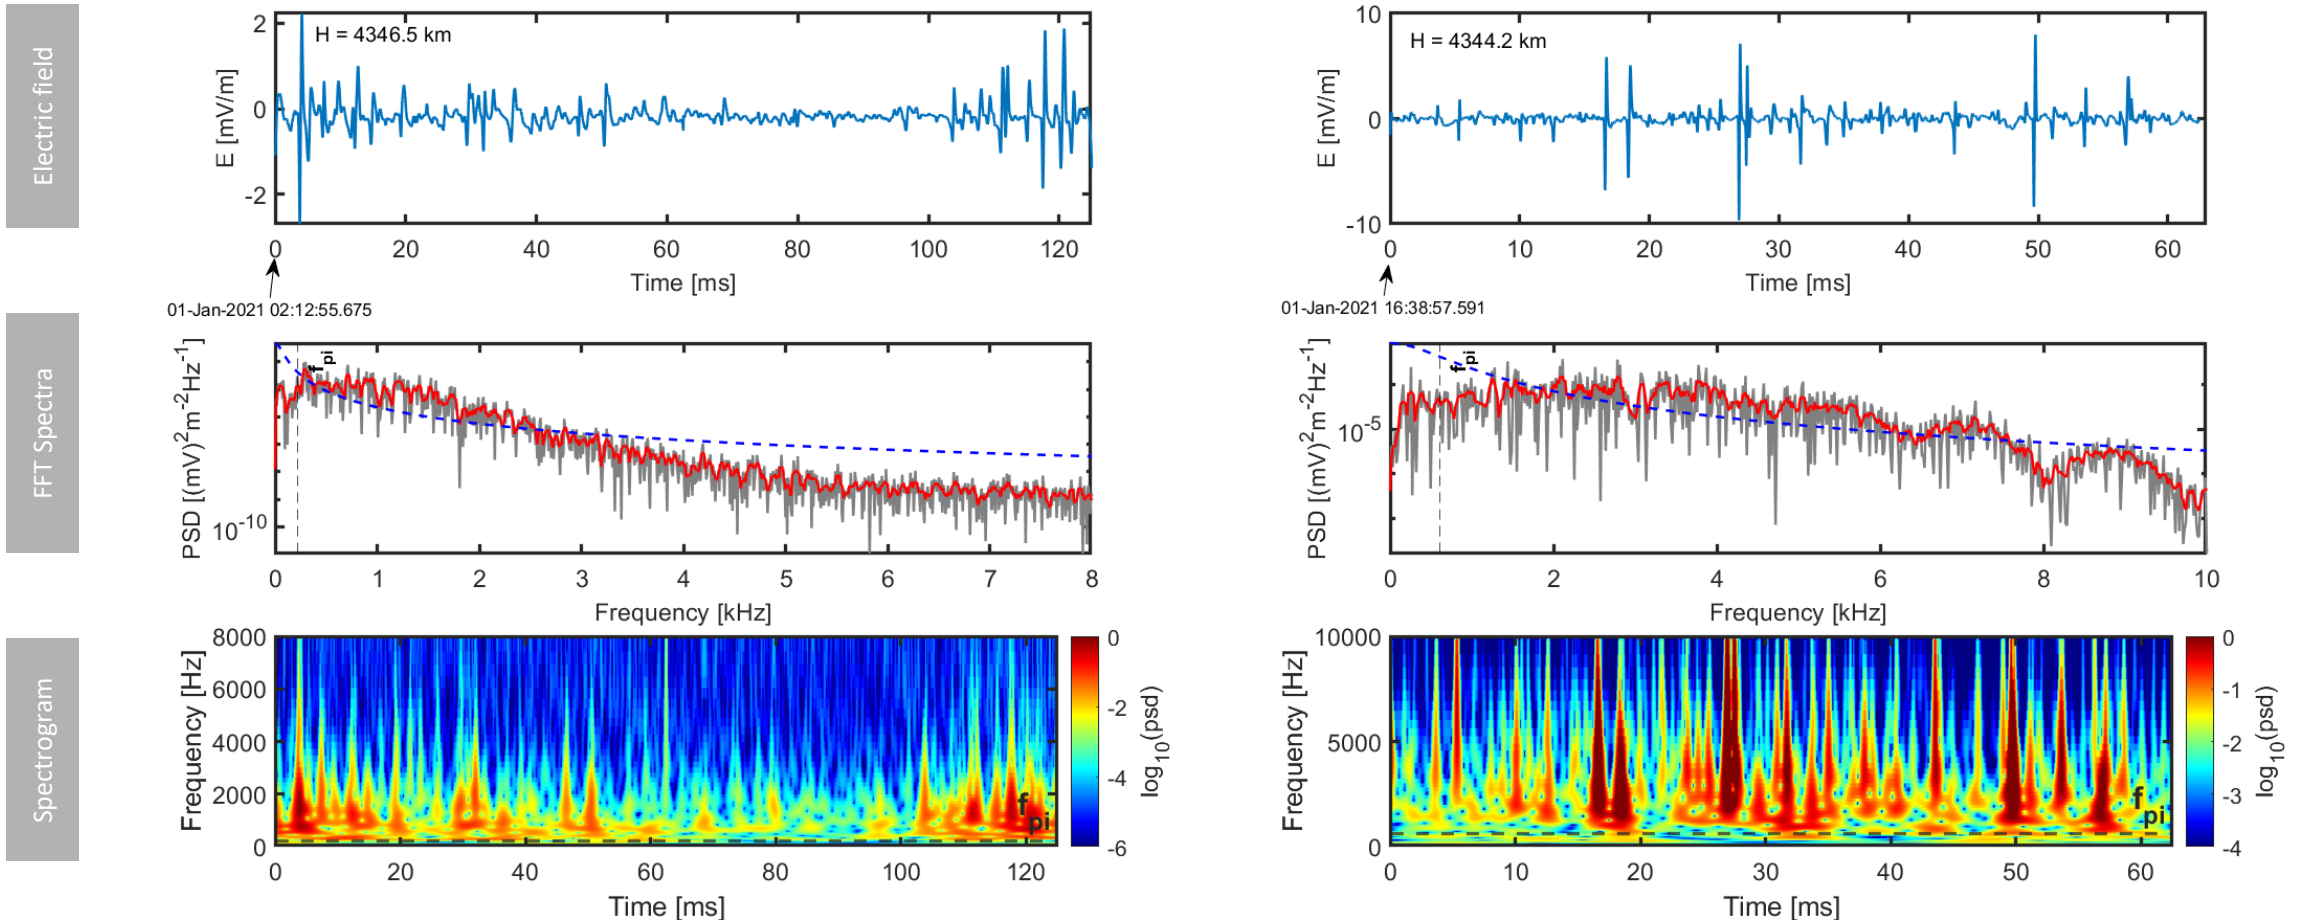 Electric field
E [mV/m]
2
0
-2
H = 4346.5 km
0 20 40 60 80 100 120
Time [ms]
01-Jan-2021 02:12:55.675
E [mV/m]
10
0
-10
H = 4344.2 km
0 10 20 30 40 50 60
Time [ms]
01-Jan-2021 16:38:57.591
FFT Spectra
PSD [(mV)²m⁻²Hz⁻¹]
10⁻¹⁰
fpi
0 1 2 3 4 5 6 7 8
Frequency [kHz]
PSD [(mV)²m⁻²Hz⁻¹]
10⁻⁵
fpi
0 2 4 6 8 10
Frequency [kHz]
Spectrogram
Frequency [Hz]
8000
6000
4000
2000
0
fpi
0 20 40 60 80 100 120
Time [ms]
0
-2
-4
-6
log₁₀(psd)
Frequency [Hz]
10000
5000
0
fpi
10 20 30 40 50 60
Time [ms]
0
-1
-2
-3
-4
log₁₀(psd)